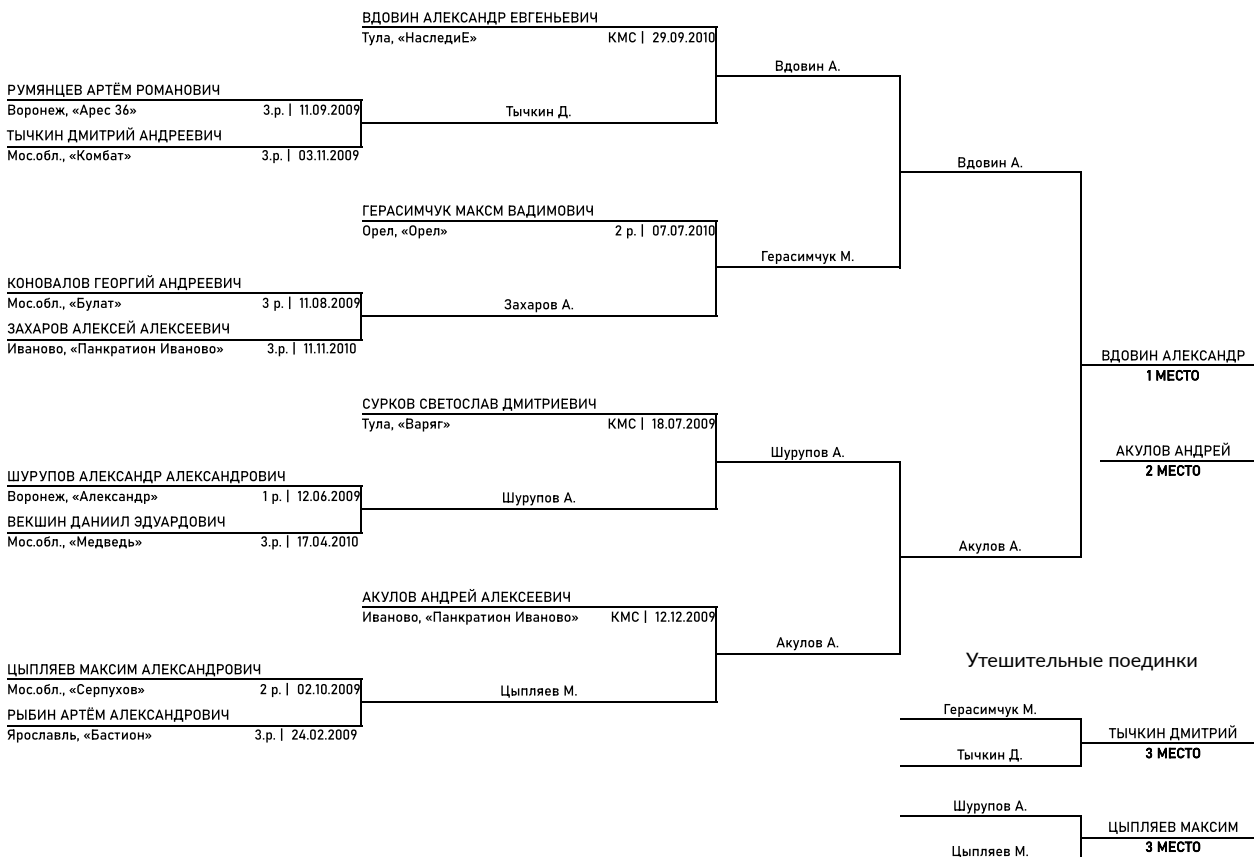 ВДОВИН АЛЕКСАНДР ЕВГЕНЬЕВИЧ
Тула, «НаследиЕ» КМС | 29.09.2010
Вдовин А.
РУМЯНЦЕВ АРТЁМ РОМАНОВИЧ
Воронеж, «Арес 36» 3.р. | 11.09.2009
Тычкин Д.
ТЫЧКИН ДМИТРИЙ АНДРЕЕВИЧ
Мос.обл., «Комбат» 3.р. | 03.11.2009
Вдовин А.
ГЕРАСИМЧУК МАКСМ ВАДИМОВИЧ
Орел, «Орел» 2 р. | 07.07.2010
Герасимчук М.
КОНОВАЛОВ ГЕОРГИЙ АНДРЕЕВИЧ
Мос.обл., «Булат» 3 р. | 11.08.2009
Захаров А.
ЗАХАРОВ АЛЕКСЕЙ АЛЕКСЕЕВИЧ
Иваново, «Панкратион Иваново» 3.р. | 11.11.2010
ВДОВИН АЛЕКСАНДР
1 МЕСТО
СУРКОВ СВЕТОСЛАВ ДМИТРИЕВИЧ
Тула, «Варяг» КМС | 18.07.2009
Шурупов А.
АКУЛОВ АНДРЕЙ
2 МЕСТО
ШУРУПОВ АЛЕКСАНДР АЛЕКСАНДРОВИЧ
Воронеж, «Александр» 1 р. | 12.06.2009
Шурупов А.
ВЕКШИН ДАНИИЛ ЭДУАРДОВИЧ
Мос.обл., «Медведь» 3.р. | 17.04.2010
Акулов А.
АКУЛОВ АНДРЕЙ АЛЕКСЕЕВИЧ
Иваново, «Панкратион Иваново» КМС | 12.12.2009
Акулов А.
ЦЫПЛЯЕВ МАКСИМ АЛЕКСАНДРОВИЧ
Мос.обл., «Серпухов» 2 р. | 02.10.2009
Цыпляев М.
РЫБИН АРТЁМ АЛЕКСАНДРОВИЧ
Ярославль, «Бастион» 3.р. | 24.02.2009
Утешительные поединки
Герасимчук М.
ТЫЧКИН ДМИТРИЙ
3 МЕСТО
Тычкин Д.
Шурупов А.
ЦЫПЛЯЕВ МАКСИМ
3 МЕСТО
Цыпляев М.